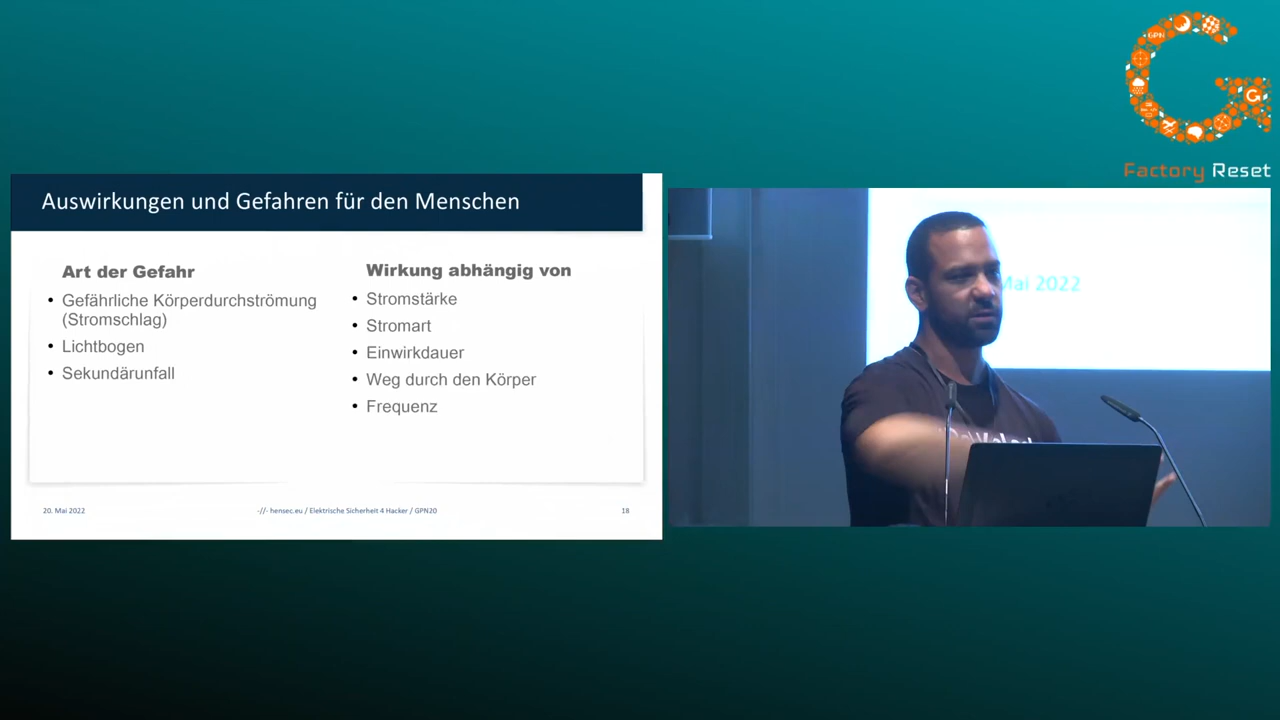 GPN
Factory Reset
Auswirkungen und Gefahren für den Menschen
Art der Gefahr
• Gefährliche Körperdurchströmung
(Stromschlag)
• Lichtbogen
• Sekundärunfall
Wirkung abhängig von
• Stromstärke
• Stromart
• Einwirkdauer
• Weg durch den Körper
• Frequenz
20. Mai 2022
-//- hensec.eu / Elektrische Sicherheit 4 Hacker / GPN20
18
Mai 2022